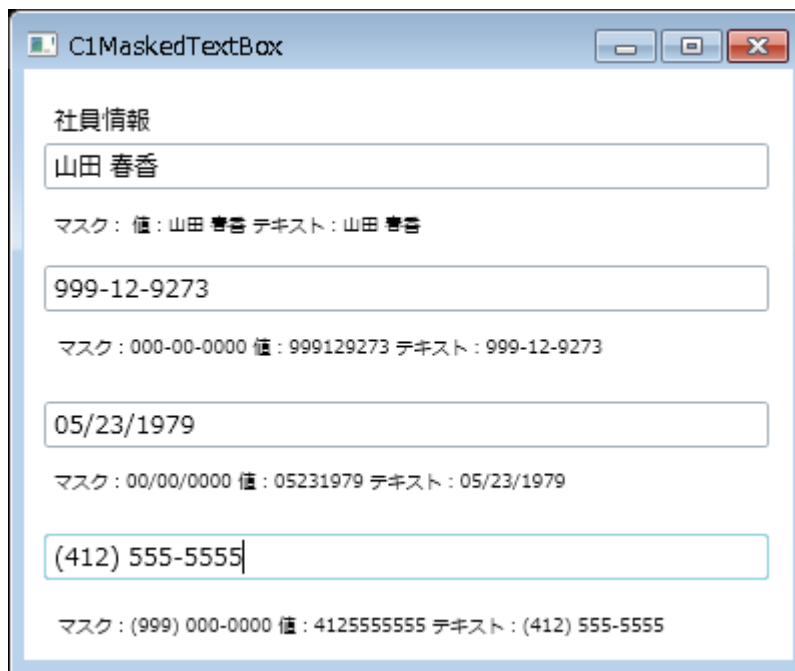 C1MaskedTextBox
社員情報
山田 春香
マスク： 値：山田 春香 テキスト：山田 春香
999-12-9273
マスク：000-00-0000 値：999129273 テキスト：999-12-9273
05/23/1979
マスク：00/00/0000 値：05231979 テキスト：05/23/1979
(412) 555-5555
マスク：(999) 000-0000 値：4125555555 テキスト：(412) 555-5555